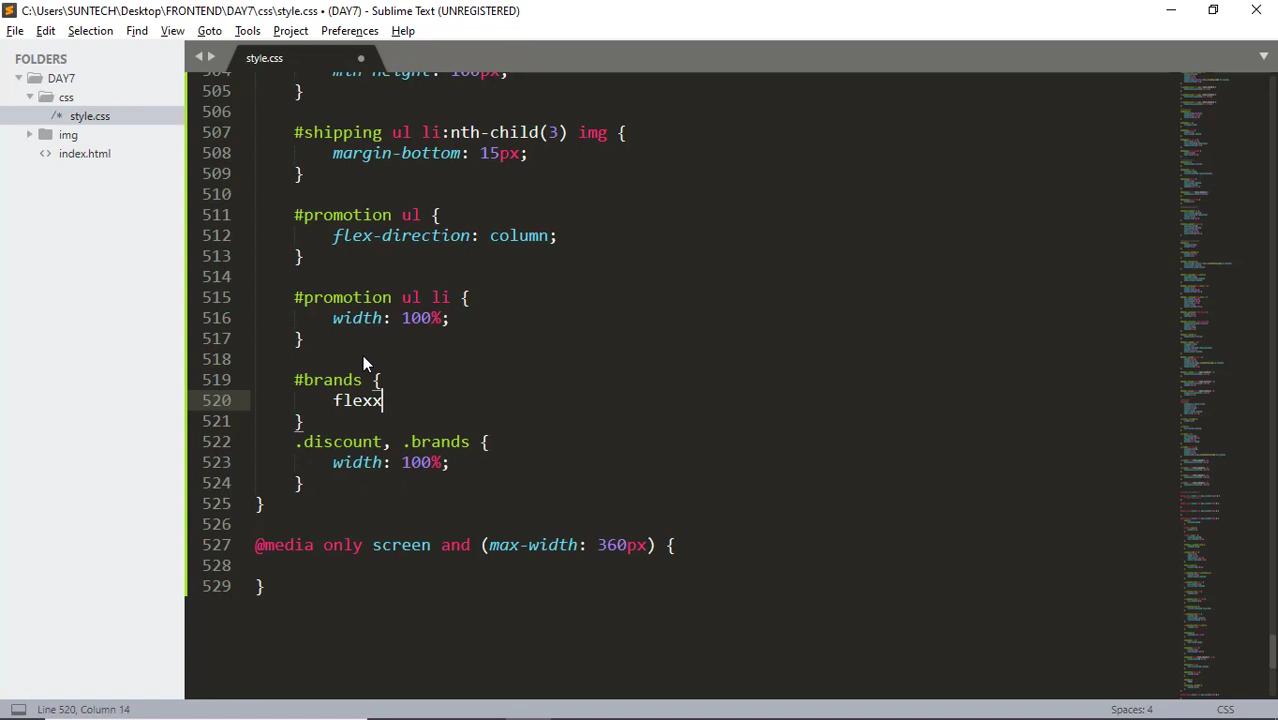 C:\Users\SUNTECH\Desktop\FRONTEND\DAY7\css\style.css • (DAY7) - Sublime Text (UNREGISTERED)
File Edit Selection Find View Goto Tools Project Preferences Help
FOLDERS
DAY7
css
/* style.css
img
<> index.html
style.css
504 min-height: 100px;
505 }
506
507 #shipping ul li:nth-child(3) img {
508 margin-bottom: 15px;
509 }
510
511 #promotion ul {
512 flex-direction: column;
513 }
514
515 #promotion ul li {
516 width: 100%;
517 }
518
519 #brands {
520 flexx
521 }
522 .discount, .brands {
523 width: 100%;
524 }
525 }
526
527 @media only screen and (max-width: 360px) {
528
529 }
Line 520, Column 14
Spaces: 4
CSS